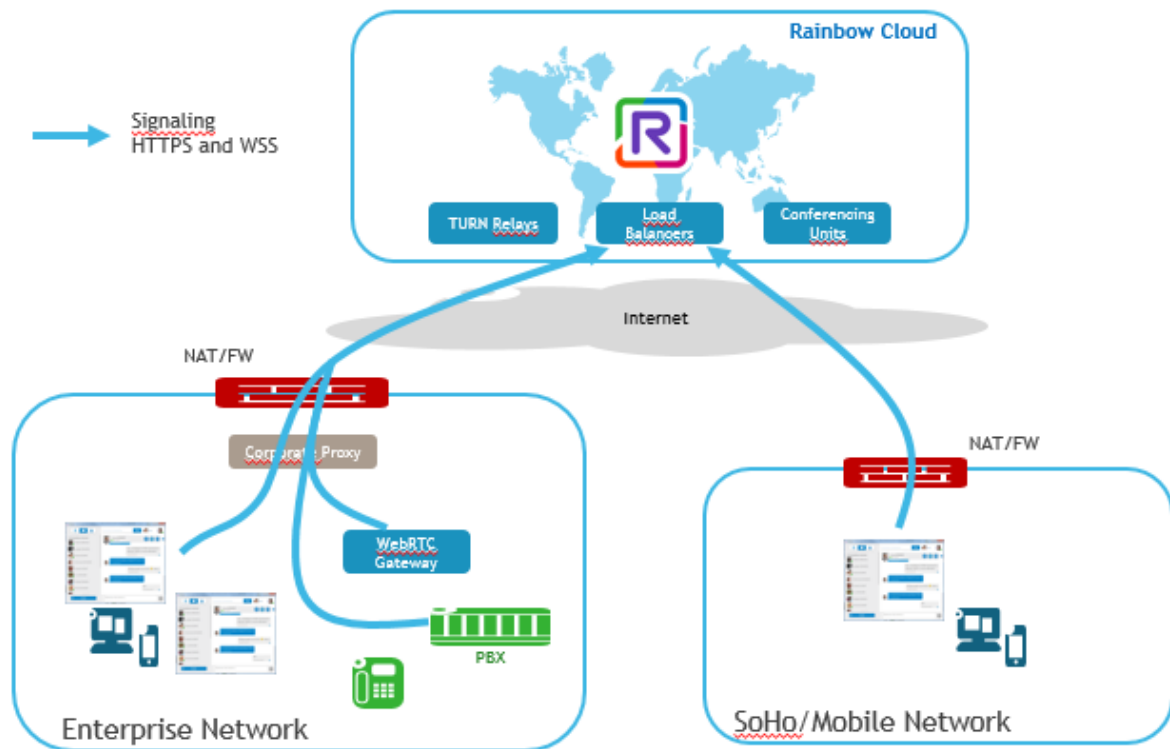 Rainbow Cloud
Signaling
HTTPS and WSS
R
TURN Relays
Load
Balancers
Conferencing
Units
Internet
NAT/FW
NAT/FW
Corporate Proxy
WebRTC
Gateway
PBX
Enterprise Network
SoHo/Mobile Network